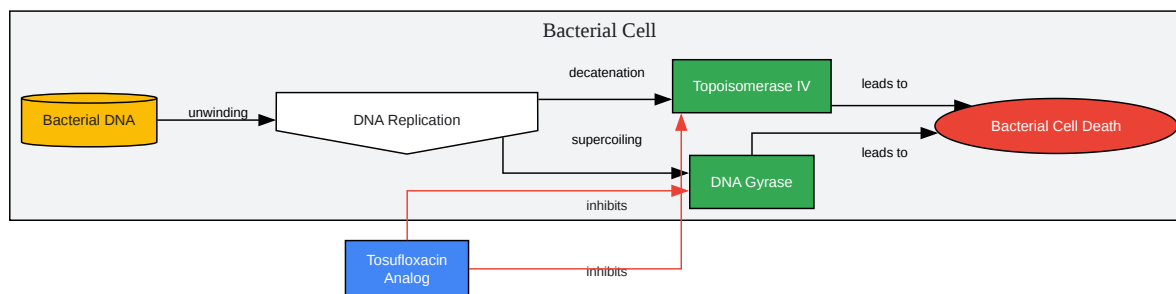 Bacterial Cell
decatenation
Topoisomerase IV
leads to
Bacterial DNA
unwinding
DNA Replication
Bacterial Cell Death
supercoiling
leads to
DNA Gyrase
inhibits
Tosufloxacin
Analog
inhibits